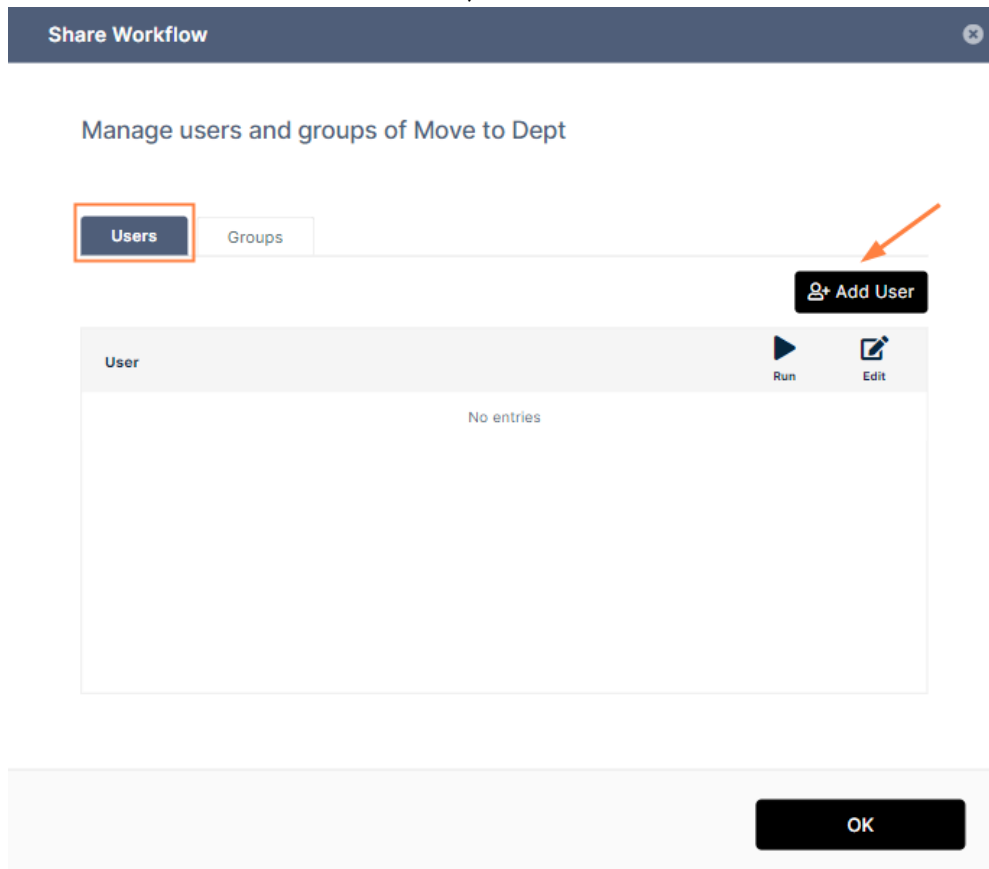 Share Workflow
Manage users and groups of Move to Dept
Users Groups
Add User
User Run Edit
No entries
OK